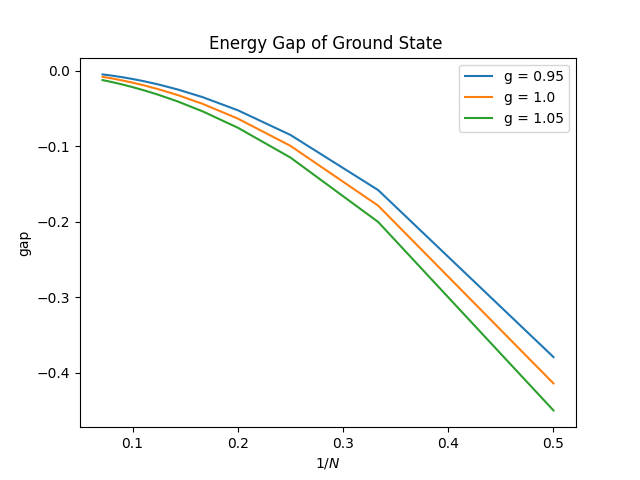 Energy Gap of Ground State
g = 0.95
g = 1.0
g = 1.05
gap
0.0
−0.1
−0.2
−0.3
−0.4
0.1 0.2 0.3 0.4 0.5
1/N